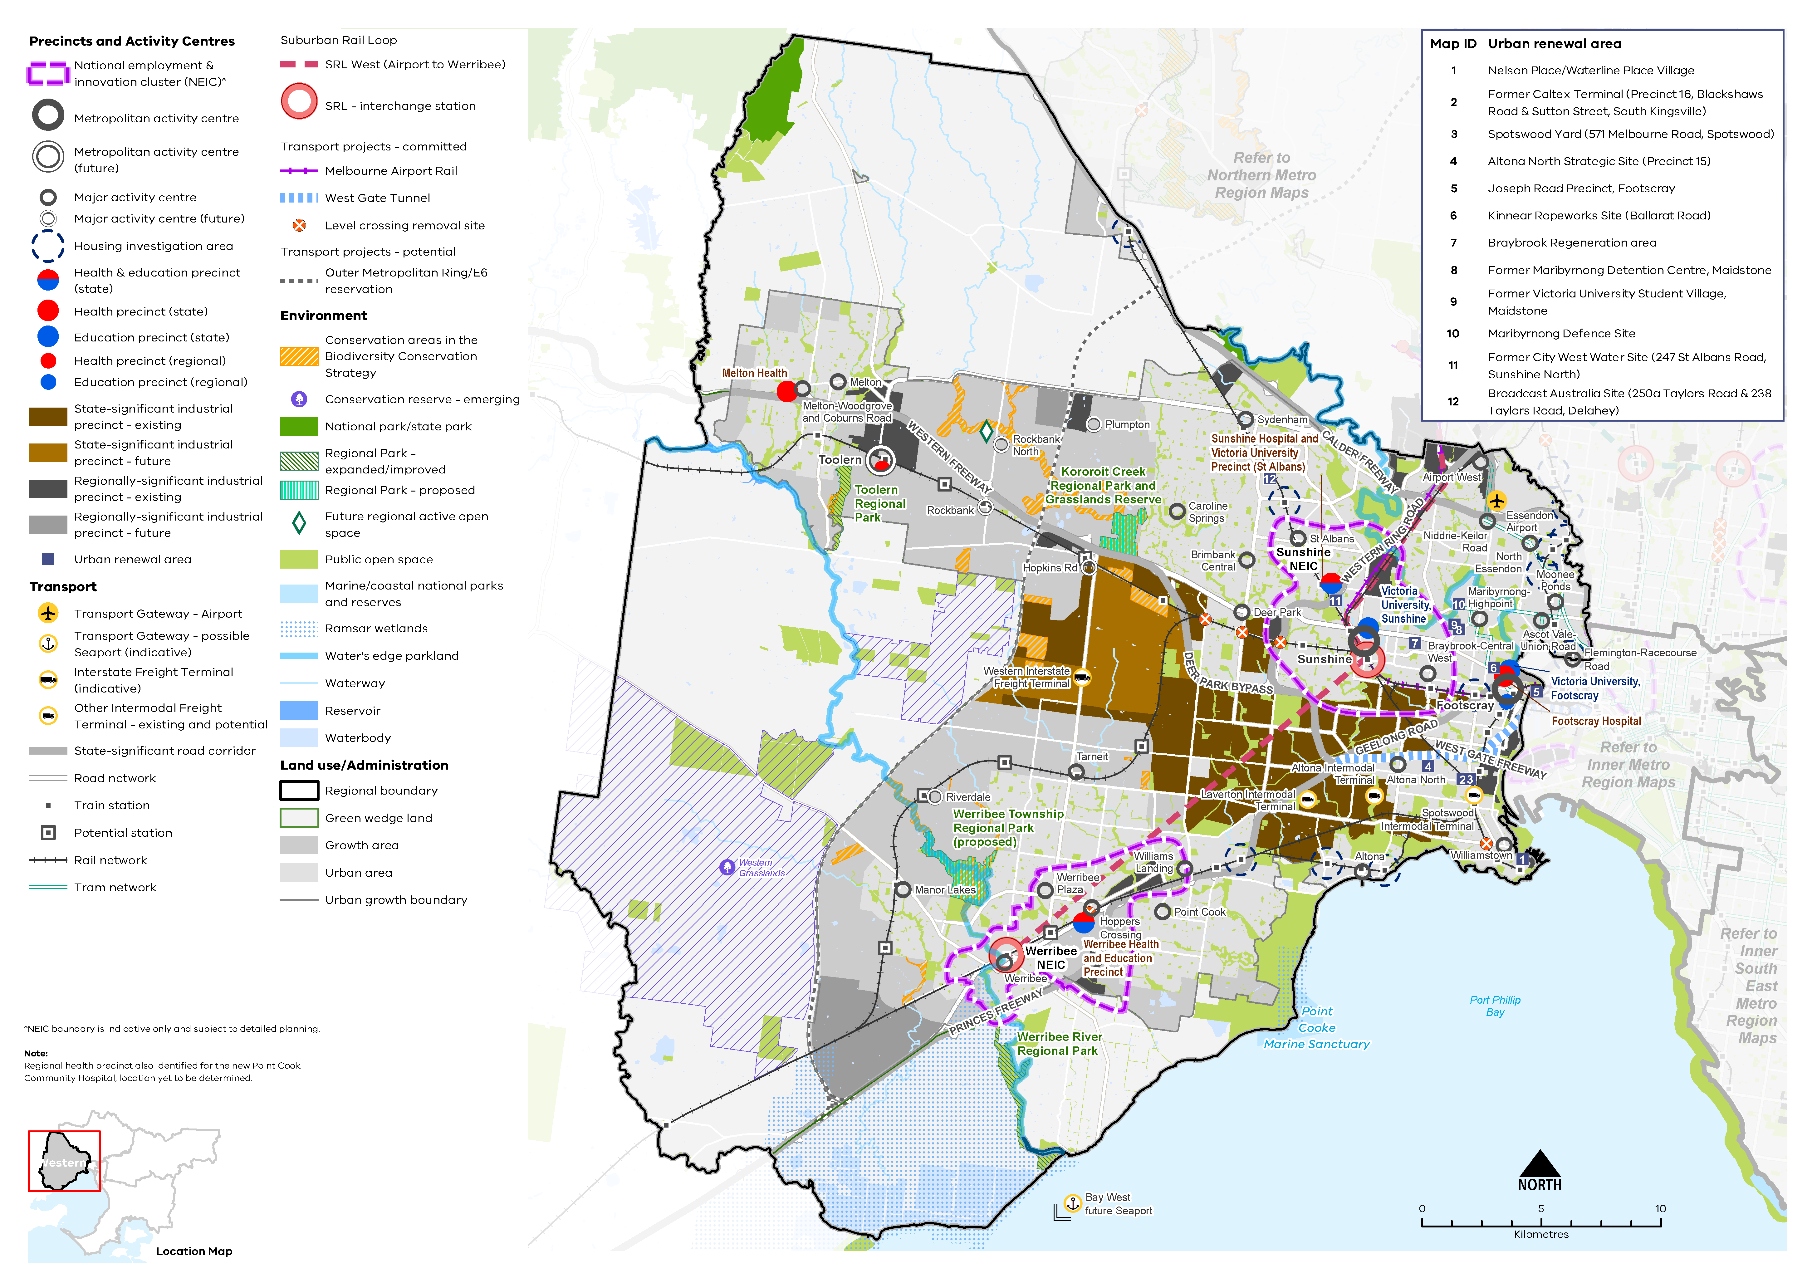 Precincts and Activity Centres
National employment &
innovation cluster (NEIC)^
Metropolitan activity centre
Metropolitan activity centre
(future)
Major activity centre
Major activity centre (future)
Housing investigation area
Health & education precinct
(state)
Health precinct (state)
Education precinct (state)
Health precinct (regional)
Education precinct (regional)
State-significant industrial
precinct - existing
State-significant industrial
precinct - future
Regionally-significant industrial
precinct - existing
Regionally-significant industrial
precinct - future
Urban renewal area
Transport
Transport Gateway - Airport
Transport Gateway - possible
Seaport (indicative)
Interstate Freight Terminal
(indicative)
Other Intermodal Freight
Terminal - existing and potential
State-significant road corridor
Road network
Train station
Potential station
Rail network
Tram network
Suburban Rail Loop
SRL West (Airport to Werribee)
SRL - interchange station
Transport projects - committed
Melbourne Airport Rail
West Gate Tunnel
Level crossing removal site
Transport projects - potential
Outer Metropolitan Ring/E6
reservation
Environment
Conservation areas in the
Biodiversity Conservation
Strategy
Conservation reserve - emerging
National park/state park
Regional Park -
expanded/improved
Regional Park - proposed
Future regional active open
space
Public open space
Marine/coastal national parks
and reserves
Ramsar wetlands
Water's edge parkland
Waterway
Reservoir
Waterbody
Land use/Administration
Regional boundary
Green wedge land
Growth area
Urban area
Urban growth boundary
^NEIC boundary is indicative only and subject to detailed planning.
Note:
Regional health precinct also identified for the new Point Cook
Community Hospital, location yet to be determined.
Western
Location Map
Map ID Urban renewal area
1 Nelson Place/Waterline Place Village
2 Former Caltex Terminal (Precinct 16, Blackshaws
Road & Sutton Street, South Kingsville)
3 Spotswood Yard (571 Melbourne Road, Spotswood)
4 Altona North Strategic Site (Precinct 15)
5 Joseph Road Precinct, Footscray
6 Kinnear Ropeworks Site (Ballarat Road)
7 Braybrook Regeneration area
8 Former Maribyrnong Detention Centre, Maidstone
9 Former Victoria University Student Village,
Maidstone
10 Maribyrnong Defence Site
11 Former City West Water Site (247 St Albans Road,
Sunshine North)
12 Broadcast Australia Site (250a Taylors Road & 238
Taylors Road, Delahey)
Refer to
Northern Metro
Region Maps
Melton Health
Melton
Melton-Woodgrove
and Coburns Road
WESTERN FREEWAY
Toolern
Toolern
Regional
Park
Rockbank
North
Rockbank
Plumpton
Kororoit Creek
Regional Park and
Grasslands Reserve
Sydenham
Sunshine Hospital and
Victoria University
Precinct (St Albans)
12
CALDER FREEWAY
Airport West
Essendon
Airport
Niddrie-Keilor
Road
North
Essendon
Moonee
Ponds
Caroline
Springs
St Albans
WESTERN RING ROAD
Sunshine
NEIC
Brimbank
Central
Hopkins Rd
11
Victoria
University,
Sunshine
10
Maribyrnong-
Highpoint
9
8
7
Ascot Vale-
Union Road
Deer Park
Braybrook-Central
West
Flemington-Racecourse
Road
Sunshine
6
5
Victoria University,
Footscray
Footscray
Footscray Hospital
DEER PARK BYPASS
Western Interstate
Freight Terminal
GEELONG ROAD
WEST GATE FREEWAY
Refer to
Inner Metro
Region Maps
Tarneit
Altona Intermodal
Terminal
Altona North
4
23
Laverton Intermodal
Terminal
Spotswood
Intermodal Terminal
Riverdale
Werribee Township
Regional Park
(proposed)
Williams
Landing
Altona
Williamstown
1
Western
Grasslands
Manor Lakes
Werribee
Plaza
Point Cook
Hoppers
Crossing
Werribee
NEIC
Werribee Health
and Education
Precinct
Werribee
PRINCES FREEWAY
Werribee River
Regional Park
Point
Cooke
Marine Sanctuary
Port Phillip
Bay
Refer to
Inner
South
East
Metro
Region
Maps
Bay West
future Seaport
NORTH
0 5 10
Kilometres